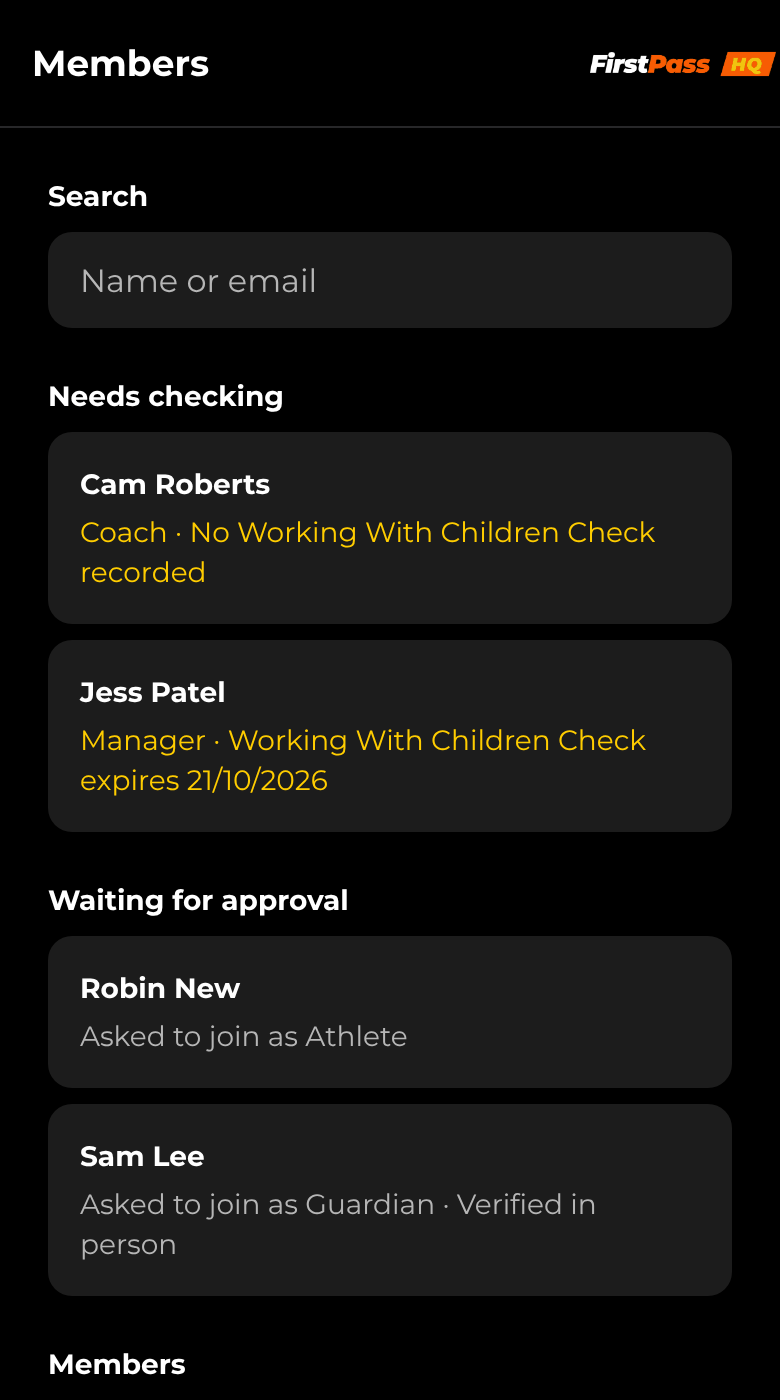 Members
FirstPass HQ
Search
Name or email
Needs checking
Cam Roberts
Coach · No Working With Children Check
recorded
Jess Patel
Manager · Working With Children Check
expires 21/10/2026
Waiting for approval
Robin New
Asked to join as Athlete
Sam Lee
Asked to join as Guardian · Verified in
person
Members